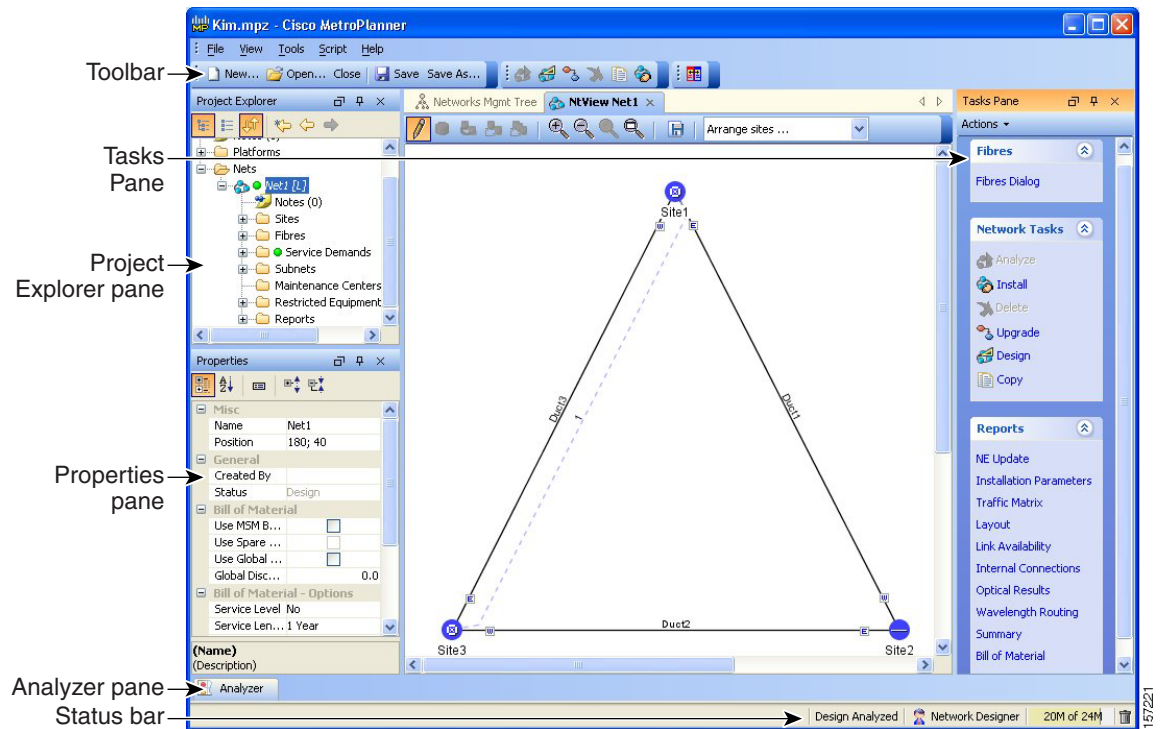 Kim.mpz - Cisco MetroPlanner
File View Tools Script Help
New... Open... Close Save Save As...
Toolbar
Project Explorer
Networks Mgmt Tree NtView Net1
Tasks Pane
Arrange sites ...
Actions
Tasks
Pane
Platforms
Nets
Net1 [L]
Notes (0)
Sites
Fibres
Service Demands
Subnets
Maintenance Centers
Restricted Equipment
Reports
Project
Explorer pane
Properties
Misc
Name Net1
Position 180; 40
General
Created By
Status Design
Bill of Material
Use MSM B...
Use Spare ...
Use Global ...
Global Disc... 0.0
Bill of Material - Options
Service Level No
Service Len... 1 Year
(Name)
(Description)
Properties
pane
Site1
W
E
Duct3
1
Duct1
E
W
W
Duct2
E
Site3
Site2
Fibres
Fibres Dialog
Network Tasks
Analyze
Install
Delete
Upgrade
Design
Copy
Reports
NE Update
Installation Parameters
Traffic Matrix
Layout
Link Availability
Internal Connections
Optical Results
Wavelength Routing
Summary
Bill of Material
Analyzer pane
Analyzer
Status bar
Design Analyzed Network Designer 20M of 24M
157221